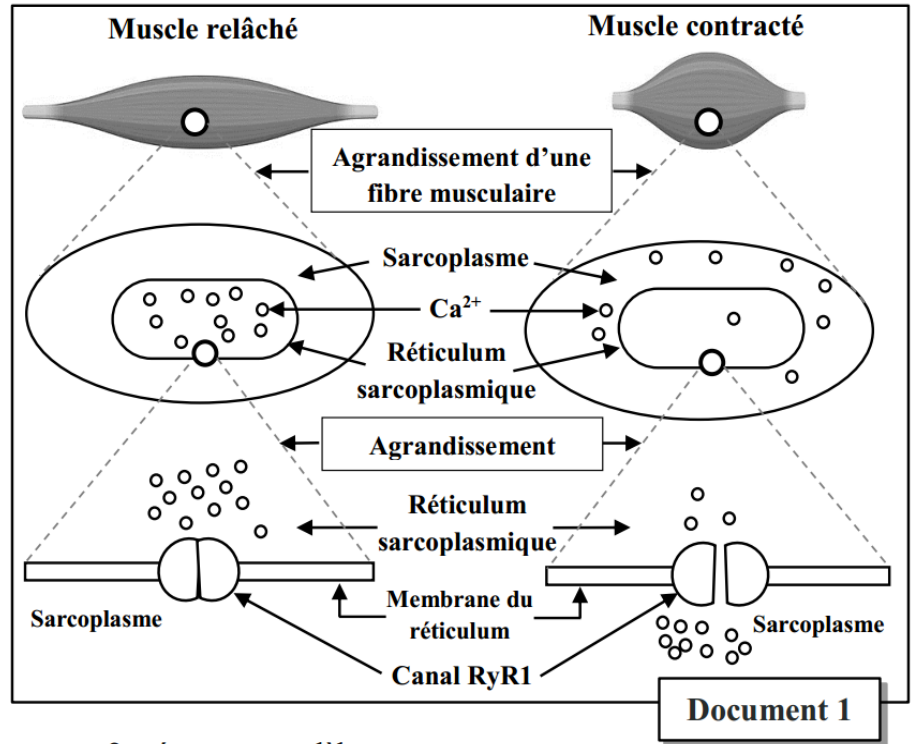 Muscle relâché
Muscle contracté
Agrandissement d'une
fibre musculaire
Sarcoplasme
Ca²⁺
Réticulum
sarcoplasmique
Agrandissement
Réticulum
sarcoplasmique
Membrane du
réticulum
Sarcoplasme
Sarcoplasme
Canal RyR1
Document 1